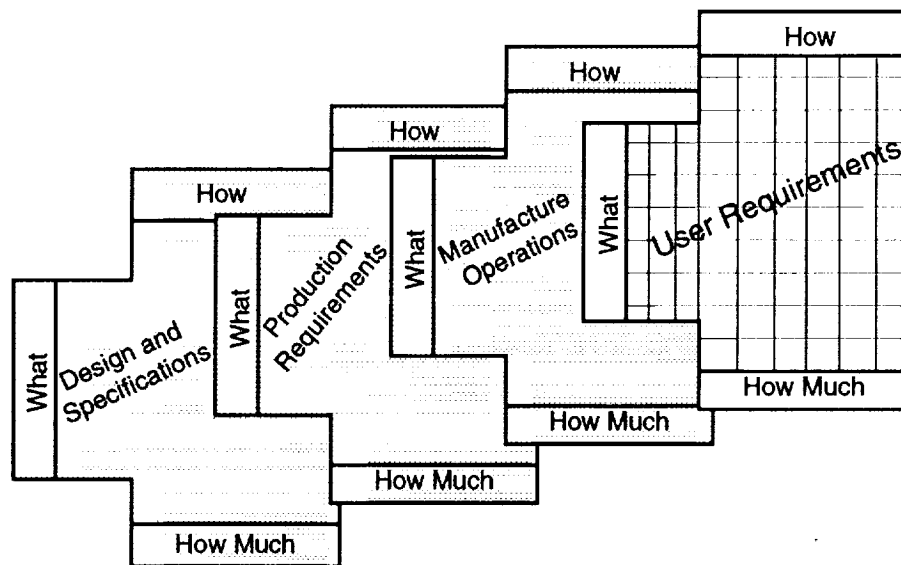 How
How
How
How
What
Design and
Specifications
What
Production
Requirements
What
Manufacture
Operations
What
User Requirements
How Much
How Much
How Much
How Much